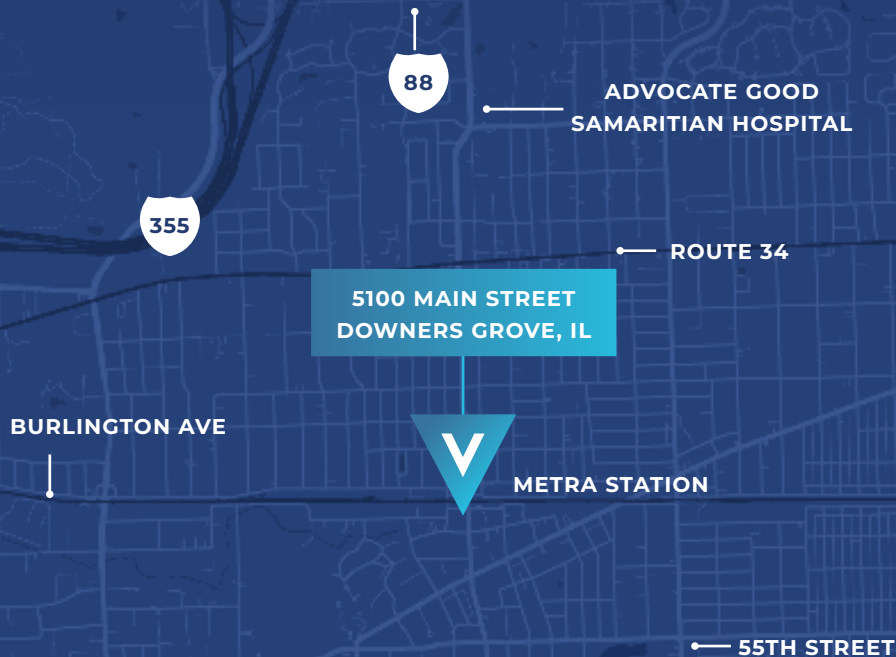 88
ADVOCATE GOOD
SAMARITIAN HOSPITAL
355
ROUTE 34
5100 MAIN STREET
DOWNERS GROVE, IL
BURLINGTON AVE
V
METRA STATION
55TH STREET